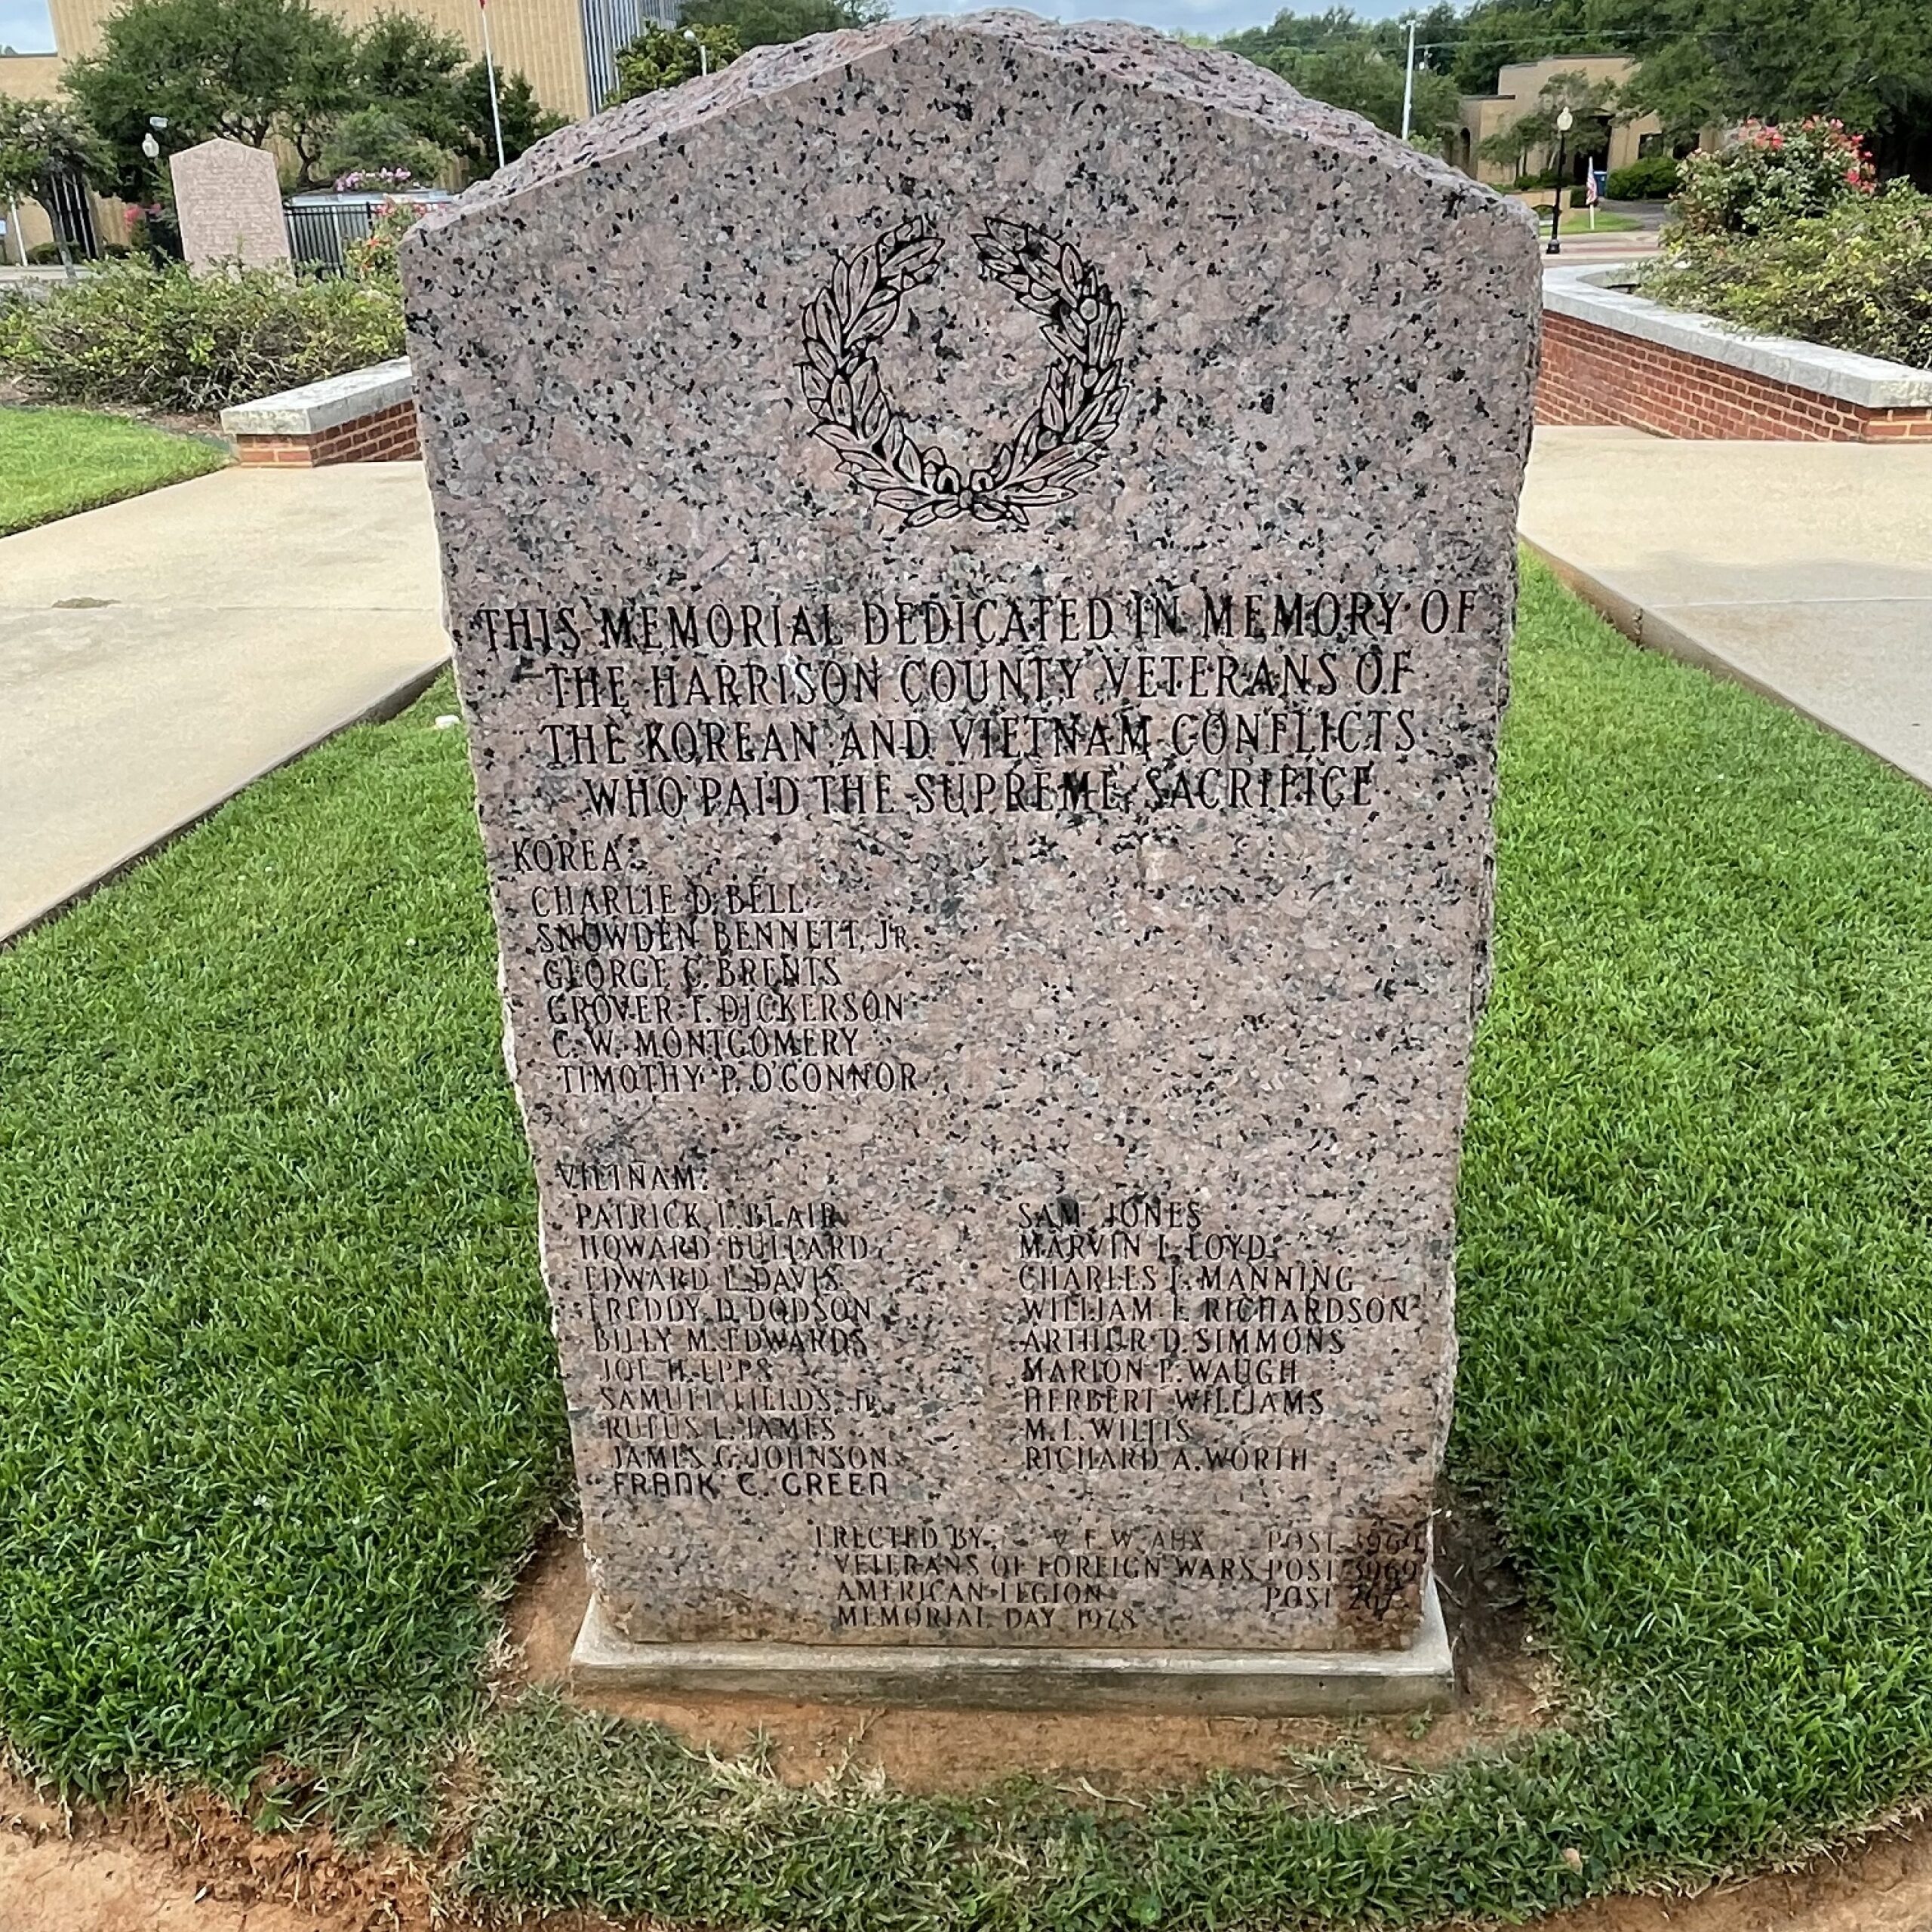 THIS MEMORIAL DEDICATED IN MEMORY OF
THE HARRISON COUNTY VETERANS OF
THE KOREAN AND VIETNAM CONFLICTS
WHO PAID THE SUPREME SACRIFICE
KOREA:
CHARLIE D. BELL
SNOWDEN BENNETT, JR.
GEORGE C. BRENTS
GROVER T. DICKERSON
C. W. MONTGOMERY
TIMOTHY P. O'CONNOR
VIETNAM:
PATRICK L. BLAIR
HOWARD BULLARD
EDWARD L. DAVIS
FREDDY D. DODSON
BILLY M. EDWARDS
JOE H. EPPS
SAMUEL FIELDS, JR.
RUFUS L. JAMES
JAMES G. JOHNSON
FRANK C. GREEN
SAM JONES
MARVIN L. LOYD
CHARLES MANNING
WILLIAM RICHARDSON
ARTHUR D. SIMMONS
MARION P. WAUGH
HERBERT WILLIAMS
M. L. WILLIS
RICHARD A. WORTH
ERECTED BY: V. F. W. AUX POST 3969
VETERANS OF FOREIGN WARS POST 3969
AMERICAN LEGION POST 267
MEMORIAL DAY 1978